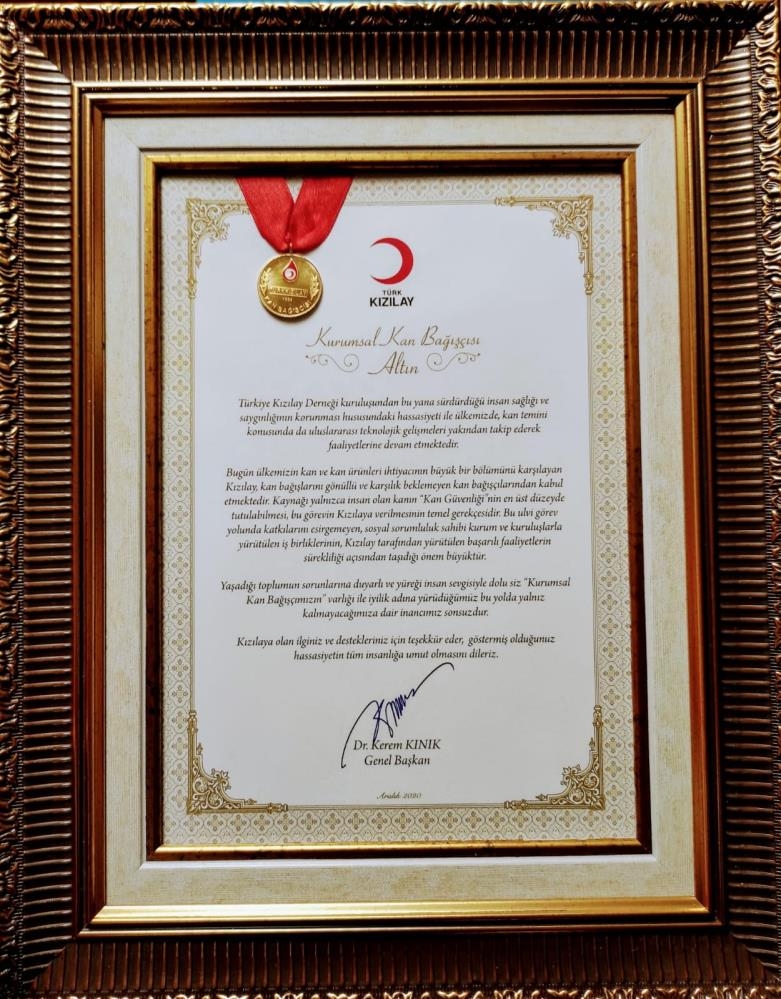 KAN BAĞIŞÇISI
TÜRK
KIZILAY
Kurumsal Kan Bağışçısı
Altın
Türkiye Kızılay Derneği kuruluşundan bu yana sürdürdüğü insan sağlığı ve
saygınlığının korunması hususundaki hassasiyeti ile ülkemizde, kan temini
konusunda da uluslararası teknolojik gelişmeleri yakından takip ederek
faaliyetlerine devam etmektedir.
Bugün ülkemizin kan ve kan ürünleri ihtiyacının büyük bir bölümünü karşılayan
Kızılay, kan bağışlarını gönüllü ve karşılık beklemeyen kan bağışçılarından kabul
etmektedir. Kaynağı yalnızca insan olan kanın "Kan Güvenliği"nin en üst düzeyde
tutulabilmesi, bu görevin Kızılaya verilmesinin temel gerekçesidir. Bu ulvi görev
yolunda katkılarını esirgemeyen, sosyal sorumluluk sahibi kurum ve kuruluşlarla
yürütülen iş birliklerinin, Kızılay tarafından yürütülen başarılı faaliyetlerin
sürekliliği açısından taşıdığı önem büyüktür.
Yaşadığı toplumun sorunlarına duyarlı ve yüreği insan sevgisiyle dolu siz "Kurumsal
Kan Bağışçımızın" varlığı ile iyilik adına yürüdüğümüz bu yolda yalnız
kalmayacağımıza dair inancımız sonsuzdur.
Kızılaya olan ilginiz ve destekleriniz için teşekkür eder, göstermiş olduğunuz
hassasiyetin tüm insanlığa umut olmasını dileriz.
Dr. Kerem KINIK
Genel Başkan
Aralık 2020